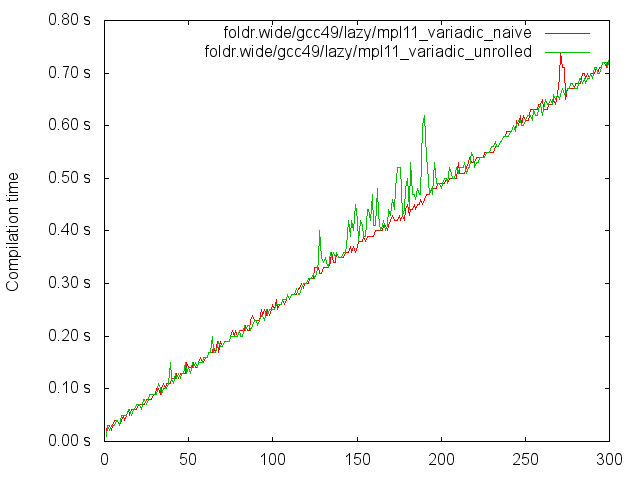 foldr.wide/gcc49/lazy/mpl11_variadic_naive
foldr.wide/gcc49/lazy/mpl11_variadic_unrolled
0.80 s
0.70 s
0.60 s
0.50 s
0.40 s
0.30 s
0.20 s
0.10 s
0.00 s
Compilation time
0 50 100 150 200 250 300